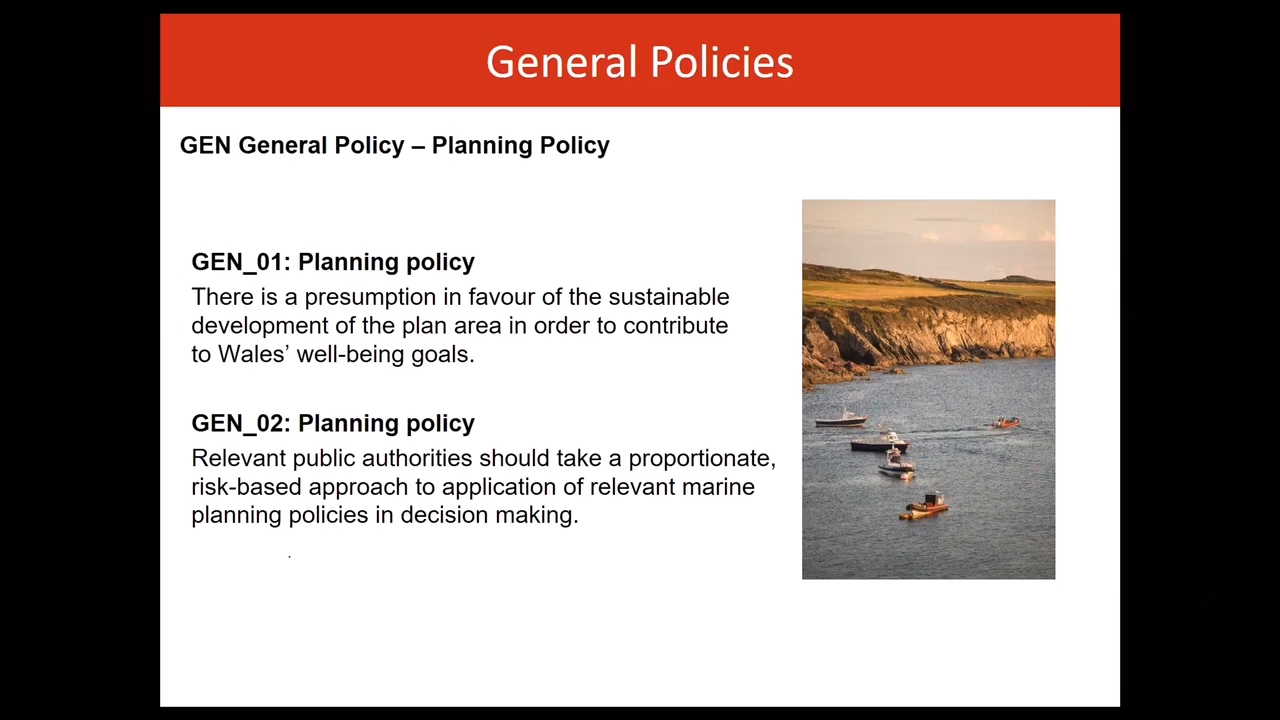 General Policies
GEN General Policy – Planning Policy
GEN_01: Planning policy
There is a presumption in favour of the sustainable
development of the plan area in order to contribute
to Wales’ well-being goals.
GEN_02: Planning policy
Relevant public authorities should take a proportionate,
risk-based approach to application of relevant marine
planning policies in decision making.
.